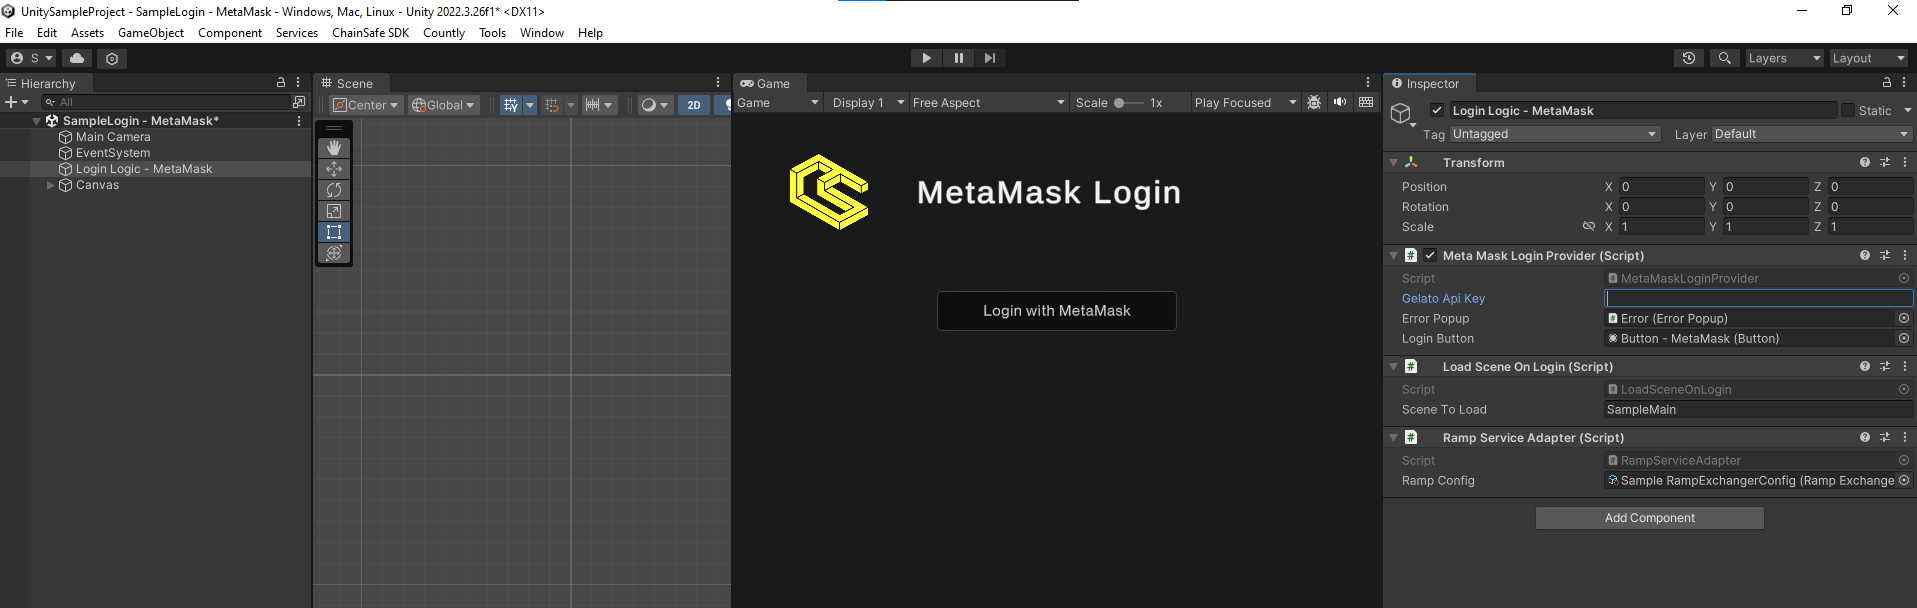 UnitySampleProject - SampleLogin - MetaMask - Windows, Mac, Linux - Unity 2022.3.26f1* <DX11>
File Edit Assets GameObject Component Services ChainSafe SDK Countly Tools Window Help
S Layers Layout
Hierarchy
All
SampleLogin - MetaMask*
Main Camera
EventSystem
Login Logic - MetaMask
Canvas
Scene
Center Global 2D
Game
Game Display 1 Free Aspect Scale 1x Play Focused
MetaMask Login
Login with MetaMask
Inspector
Login Logic - MetaMask Static
Tag Untagged Layer Default
Transform
Position X 0 Y 0 Z 0
Rotation X 0 Y 0 Z 0
Scale X 1 Y 1 Z 1
Meta Mask Login Provider (Script)
Script MetaMaskLoginProvider
Gelato Api Key
Error Popup Error (Error Popup)
Login Button Button - MetaMask (Button)
Load Scene On Login (Script)
Script LoadSceneOnLogin
Scene To Load SampleMain
Ramp Service Adapter (Script)
Script RampServiceAdapter
Ramp Config Sample RampExchangerConfig (Ramp Exchange
Add Component